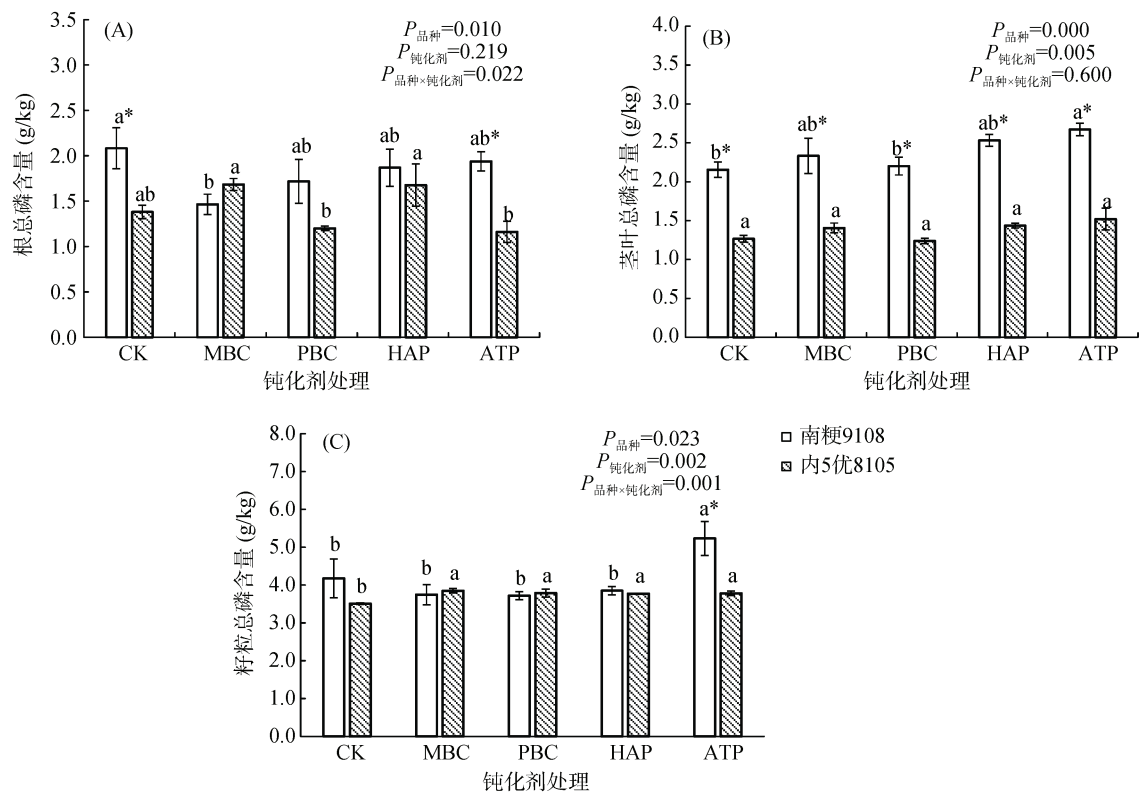 (A)
P品种=0.010
P钝化剂=0.219
P品种×钝化剂=0.022
根总磷含量 (g/kg)
3.5
3.0
2.5
2.0
1.5
1.0
0.5
0.0
a* ab b a ab b ab a ab* b
CK MBC PBC HAP ATP
钝化剂处理
(B)
P品种=0.000
P钝化剂=0.005
P品种×钝化剂=0.600
茎叶总磷含量 (g/kg)
4.0
3.5
3.0
2.5
2.0
1.5
1.0
0.5
0.0
b* a ab* a b* a ab* a a* a
CK MBC PBC HAP ATP
钝化剂处理
(C)
P品种=0.023
P钝化剂=0.002
P品种×钝化剂=0.001
籽粒总磷含量 (g/kg)
8.0
7.0
6.0
5.0
4.0
3.0
2.0
1.0
0.0
b b b a b a b a a* a
CK MBC PBC HAP ATP
钝化剂处理
南粳9108
内5优8105